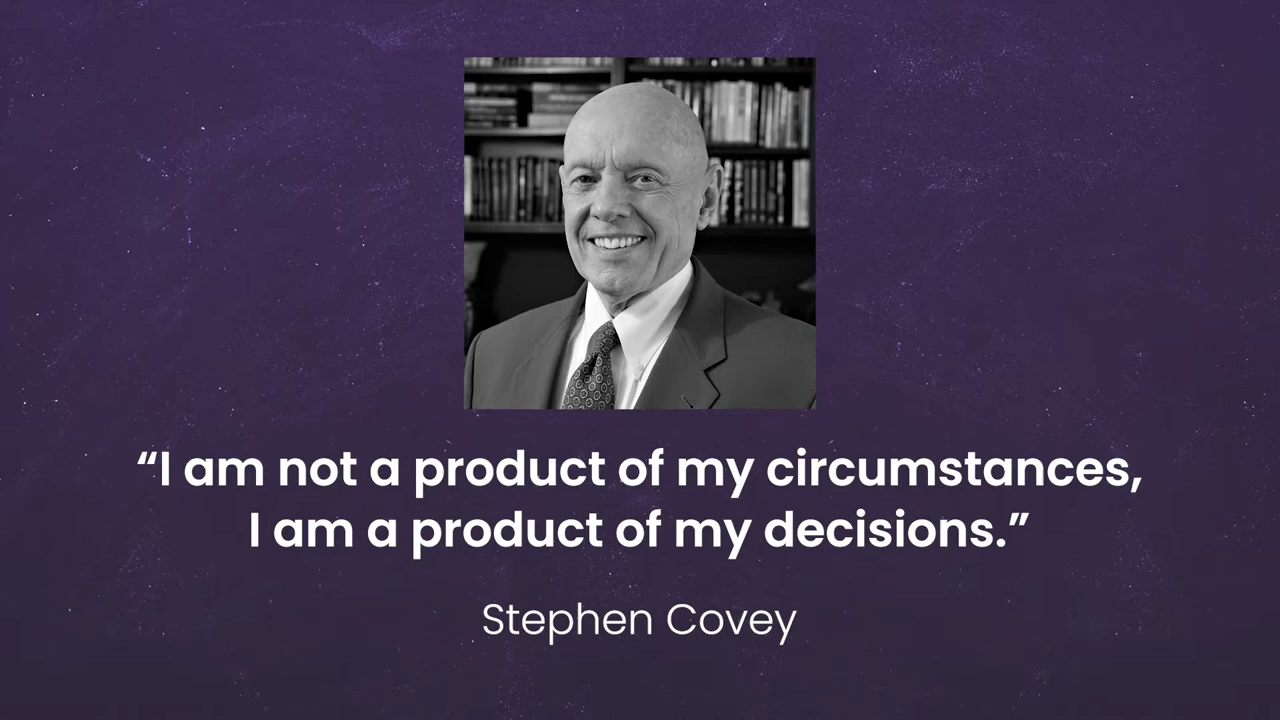 “I am not a product of my circumstances,
I am a product of my decisions.”
Stephen Covey